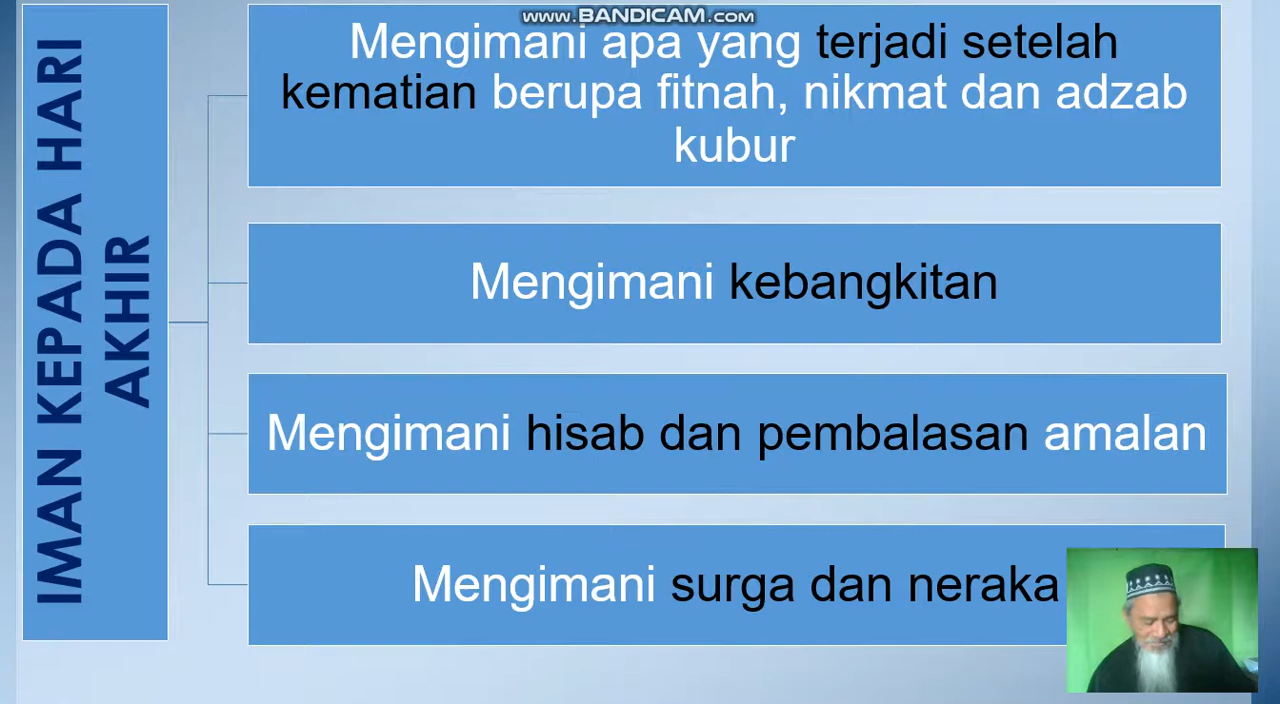 www.BANDICAM.com
IMAN KEPADA HARI
AKHIR
Mengimani apa yang terjadi setelah
kematian berupa fitnah, nikmat dan adzab
kubur
Mengimani kebangkitan
Mengimani hisab dan pembalasan amalan
Mengimani surga dan neraka